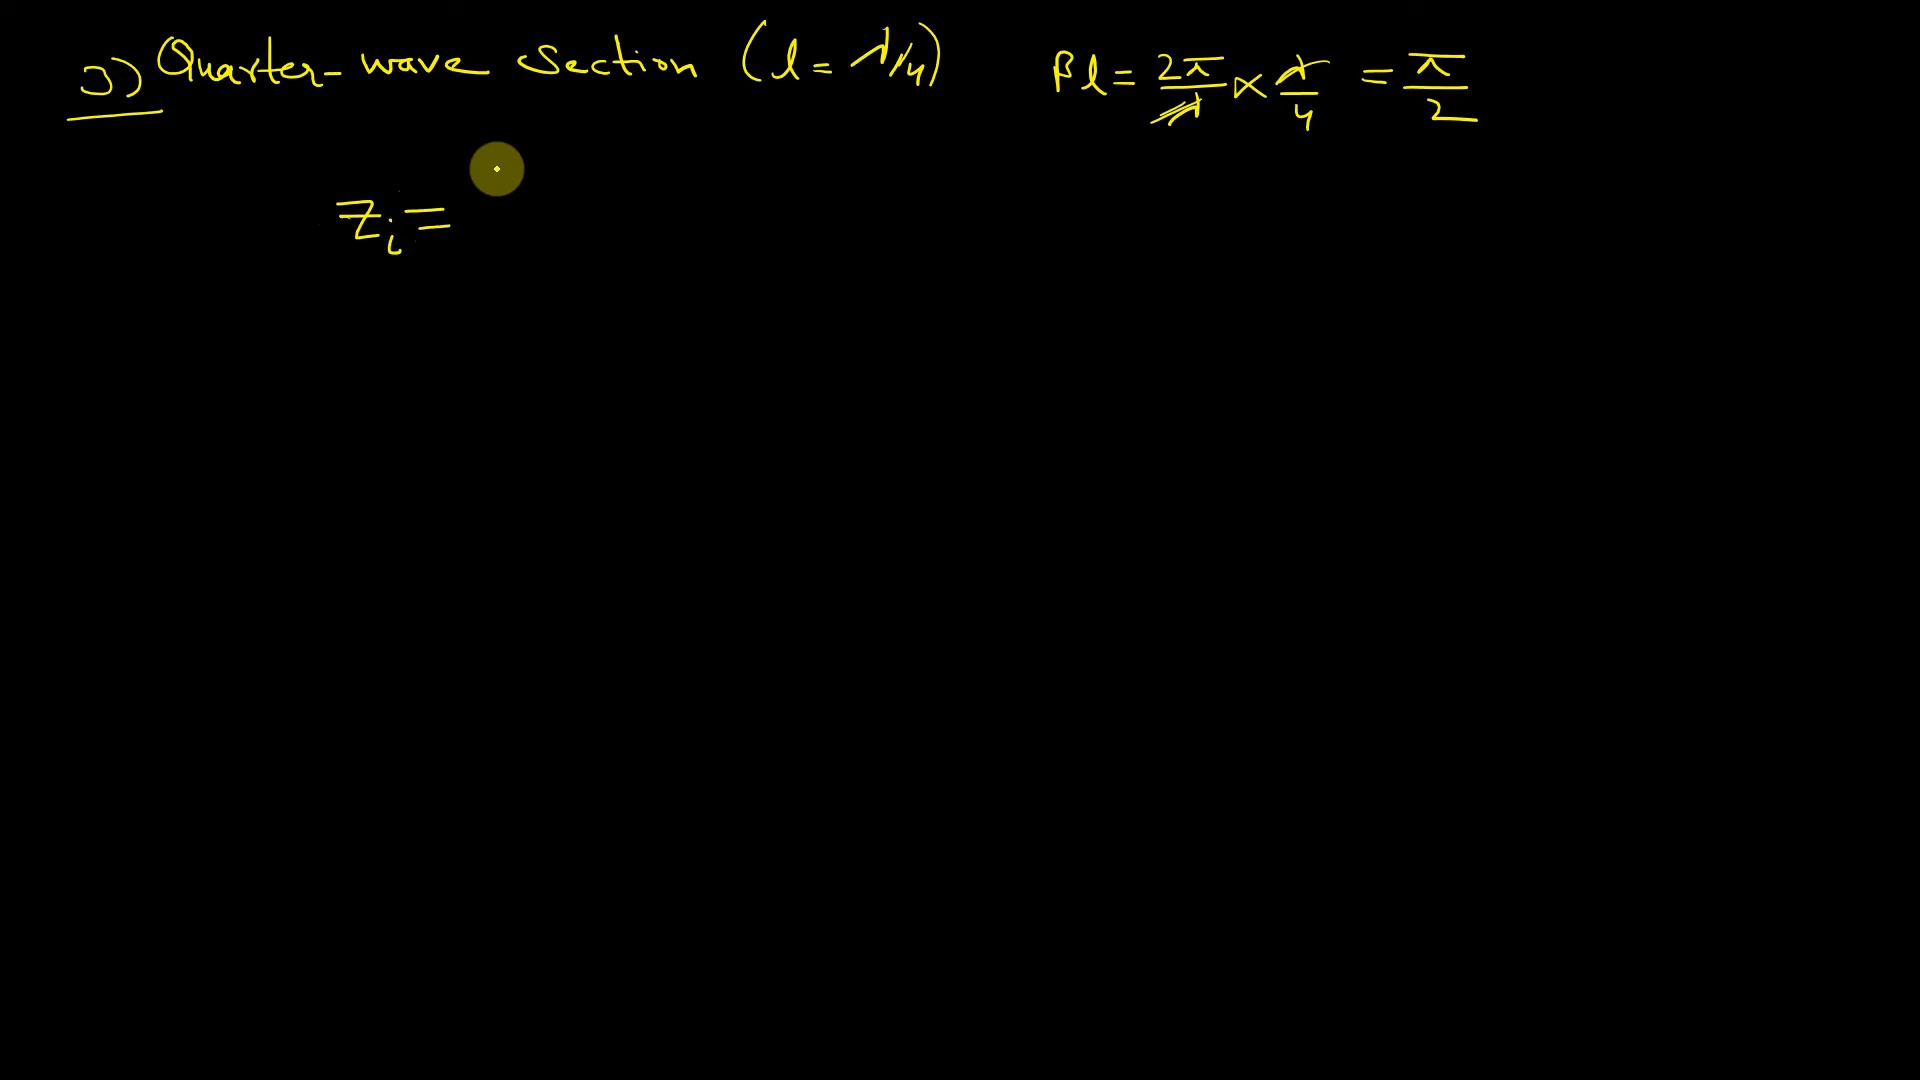 3) Quarter-wave section (l = λ/4) βl = 2π/λ × λ/4 = π/2
Zi =